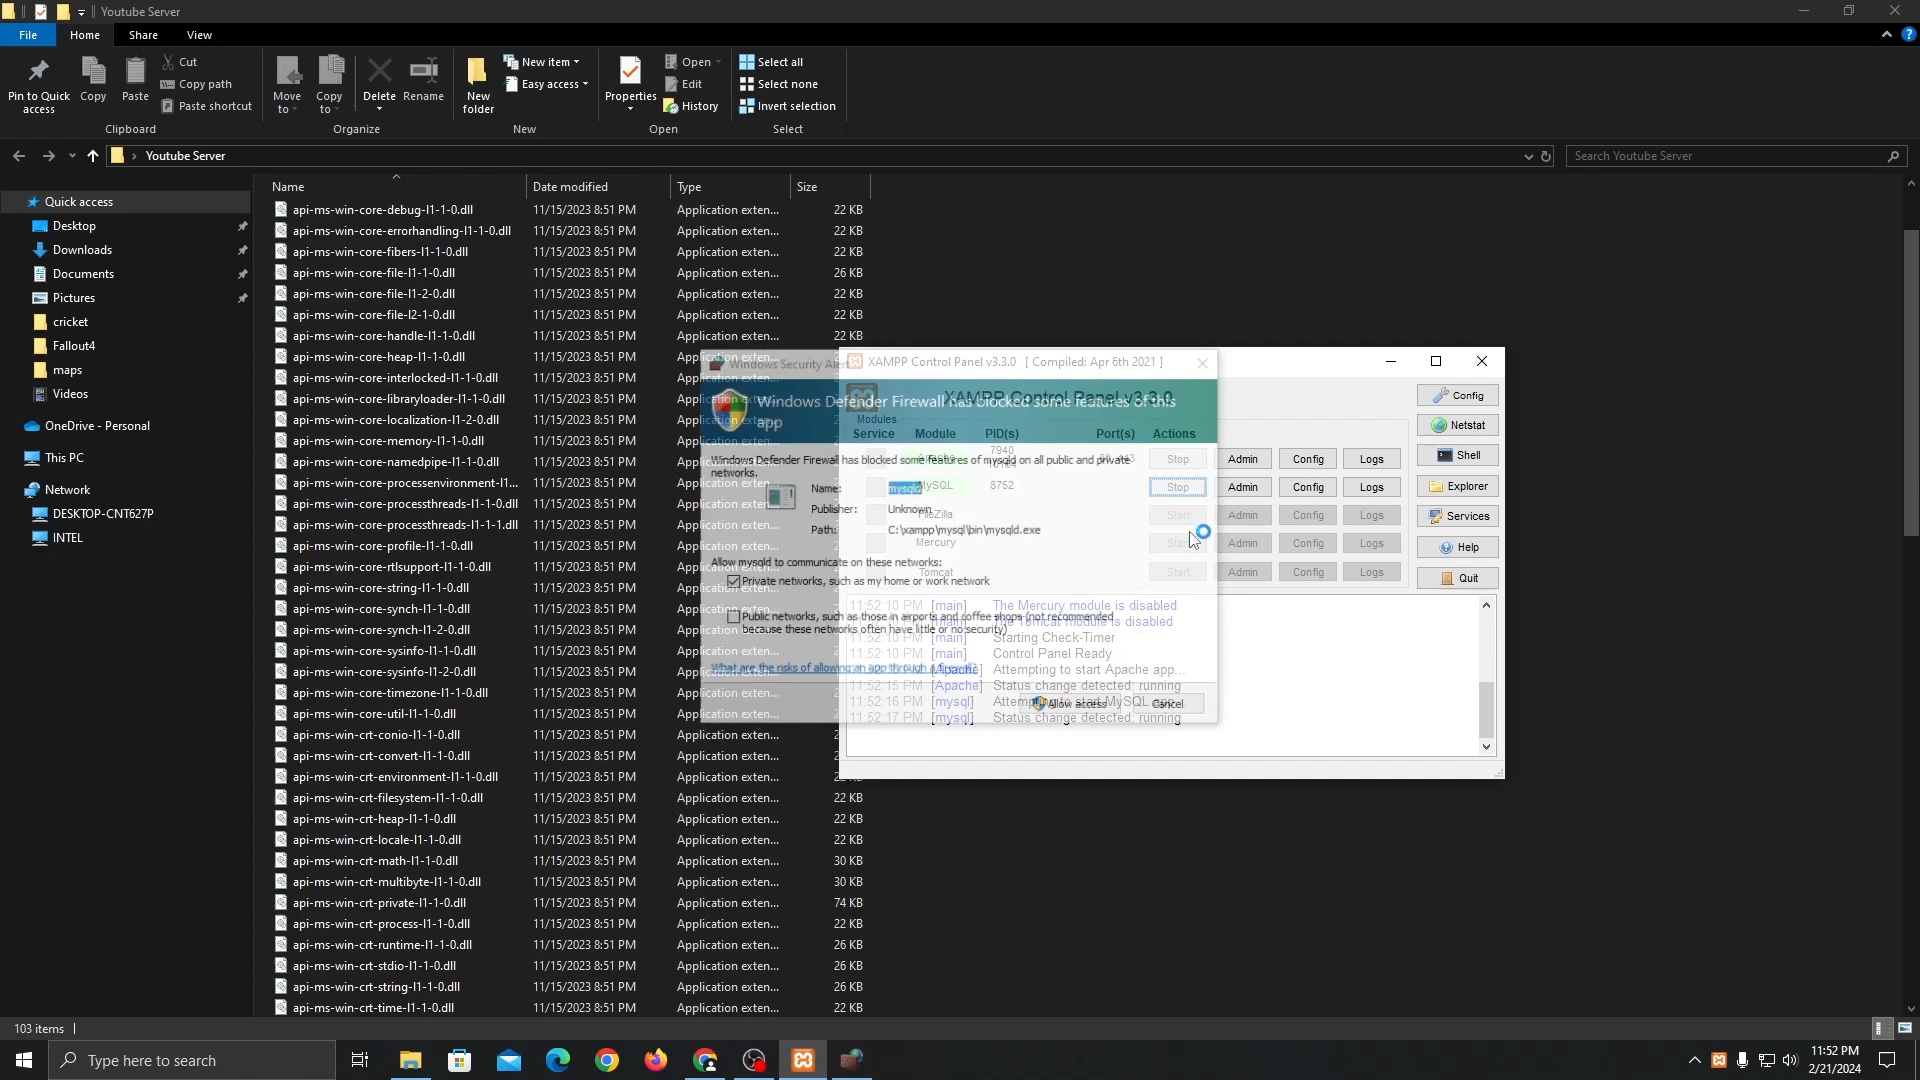 Youtube Server
File
Home
Share
View
Pin to Quick access
Copy
Paste
Cut
Copy path
Paste shortcut
Move to
Copy to
Delete
Rename
New folder
New item
Easy access
Properties
Open
Edit
History
Select all
Select none
Invert selection
Clipboard
Organize
New
Open
Select
Youtube Server
Search Youtube Server
Quick access
Desktop
Downloads
Documents
Pictures
cricket
Fallout4
maps
Videos
OneDrive - Personal
This PC
Network
DESKTOP-CNT627P
INTEL
Name Date modified Type Size
api-ms-win-core-debug-l1-1-0.dll 11/15/2023 8:51 PM Application exten... 22 KB
api-ms-win-core-errorhandling-l1-1-0.dll 11/15/2023 8:51 PM Application exten... 22 KB
api-ms-win-core-fibers-l1-1-0.dll 11/15/2023 8:51 PM Application exten... 22 KB
api-ms-win-core-file-l1-1-0.dll 11/15/2023 8:51 PM Application exten... 26 KB
api-ms-win-core-file-l1-2-0.dll 11/15/2023 8:51 PM Application exten... 22 KB
api-ms-win-core-file-l2-1-0.dll 11/15/2023 8:51 PM Application exten... 22 KB
api-ms-win-core-handle-l1-1-0.dll 11/15/2023 8:51 PM Application exten... 22 KB
api-ms-win-core-heap-l1-1-0.dll 11/15/2023 8:51 PM Application exten...
api-ms-win-core-interlocked-l1-1-0.dll 11/15/2023 8:51 PM Application exten...
api-ms-win-core-libraryloader-l1-1-0.dll 11/15/2023 8:51 PM Application exten...
api-ms-win-core-localization-l1-2-0.dll 11/15/2023 8:51 PM Application exten...
api-ms-win-core-memory-l1-1-0.dll 11/15/2023 8:51 PM Application exten...
api-ms-win-core-namedpipe-l1-1-0.dll 11/15/2023 8:51 PM Application exten...
api-ms-win-core-processenvironment-l1... 11/15/2023 8:51 PM Application exten...
api-ms-win-core-processthreads-l1-1-0.dll 11/15/2023 8:51 PM Application exten...
api-ms-win-core-processthreads-l1-1-1.dll 11/15/2023 8:51 PM Application exten...
api-ms-win-core-profile-l1-1-0.dll 11/15/2023 8:51 PM Application exten...
api-ms-win-core-rtlsupport-l1-1-0.dll 11/15/2023 8:51 PM Application exten...
api-ms-win-core-string-l1-1-0.dll 11/15/2023 8:51 PM Application exten...
api-ms-win-core-synch-l1-1-0.dll 11/15/2023 8:51 PM Application exten...
api-ms-win-core-synch-l1-2-0.dll 11/15/2023 8:51 PM Application exten...
api-ms-win-core-sysinfo-l1-1-0.dll 11/15/2023 8:51 PM Application exten...
api-ms-win-core-sysinfo-l1-2-0.dll 11/15/2023 8:51 PM Application exten...
api-ms-win-core-timezone-l1-1-0.dll 11/15/2023 8:51 PM Application exten...
api-ms-win-core-util-l1-1-0.dll 11/15/2023 8:51 PM Application exten...
api-ms-win-crt-conio-l1-1-0.dll 11/15/2023 8:51 PM Application exten...
api-ms-win-crt-convert-l1-1-0.dll 11/15/2023 8:51 PM Application exten...
api-ms-win-crt-environment-l1-1-0.dll 11/15/2023 8:51 PM Application exten...
api-ms-win-crt-filesystem-l1-1-0.dll 11/15/2023 8:51 PM Application exten... 22 KB
api-ms-win-crt-heap-l1-1-0.dll 11/15/2023 8:51 PM Application exten... 22 KB
api-ms-win-crt-locale-l1-1-0.dll 11/15/2023 8:51 PM Application exten... 22 KB
api-ms-win-crt-math-l1-1-0.dll 11/15/2023 8:51 PM Application exten... 30 KB
api-ms-win-crt-multibyte-l1-1-0.dll 11/15/2023 8:51 PM Application exten... 30 KB
api-ms-win-crt-private-l1-1-0.dll 11/15/2023 8:51 PM Application exten... 74 KB
api-ms-win-crt-process-l1-1-0.dll 11/15/2023 8:51 PM Application exten... 22 KB
api-ms-win-crt-runtime-l1-1-0.dll 11/15/2023 8:51 PM Application exten... 26 KB
api-ms-win-crt-stdio-l1-1-0.dll 11/15/2023 8:51 PM Application exten... 26 KB
api-ms-win-crt-string-l1-1-0.dll 11/15/2023 8:51 PM Application exten... 26 KB
api-ms-win-crt-time-l1-1-0.dll 11/15/2023 8:51 PM Application exten... 22 KB
Windows Security Alert
Windows Defender Firewall has blocked some features of this
app
Windows Defender Firewall has blocked some features of mysqld on all public and private
networks.
Name: mysqld
Publisher: Unknown
Path: C:\xampp\mysql\bin\mysqld.exe
Allow mysqld to communicate on these networks:
Private networks, such as my home or work network
Public networks, such as those in airports and coffee shops (not recommended
because these networks often have little or no security)
What are the risks of allowing an app through a firewall?
Allow access
Cancel
XAMPP Control Panel v3.3.0 [ Compiled: Apr 6th 2021 ]
XAMPP Control Panel v3.3.0
Modules
Service Module PID(s) Port(s) Actions
Apache 7940 Stop Admin Config Logs
MySQL 8752 Stop Admin Config Logs
FileZilla Start Admin Config Logs
Mercury Start Admin Config Logs
Tomcat Start Admin Config Logs
Config
Netstat
Shell
Explorer
Services
Help
Quit
11:52:10 PM [main] The Mercury module is disabled
[main] The Tomcat module is disabled
11:52:10 PM [main] Starting Check-Timer
11:52:10 PM [main] Control Panel Ready
[Apache] Attempting to start Apache app...
11:52:15 PM [Apache] Status change detected: running
11:52:16 PM [mysql] Attempting to start MySQL app...
11:52:17 PM [mysql] Status change detected: running
103 items
Type here to search
11:52 PM
2/21/2024